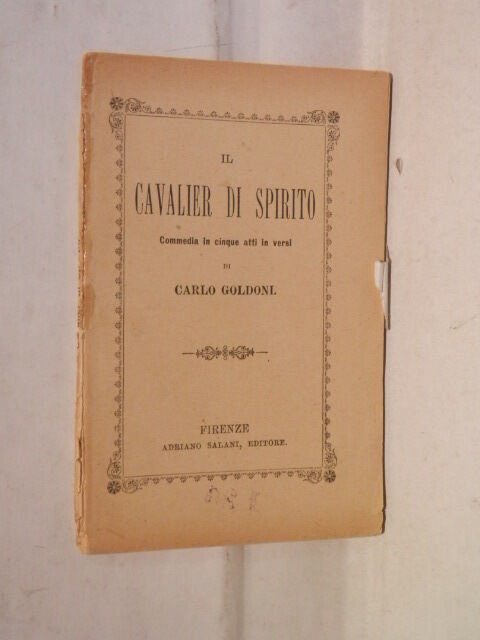 IL
CAVALIER DI SPIRITO
Commedia in cinque atti in versi
DI
CARLO GOLDONI.
FIRENZE
ADRIANO SALANI, EDITORE.